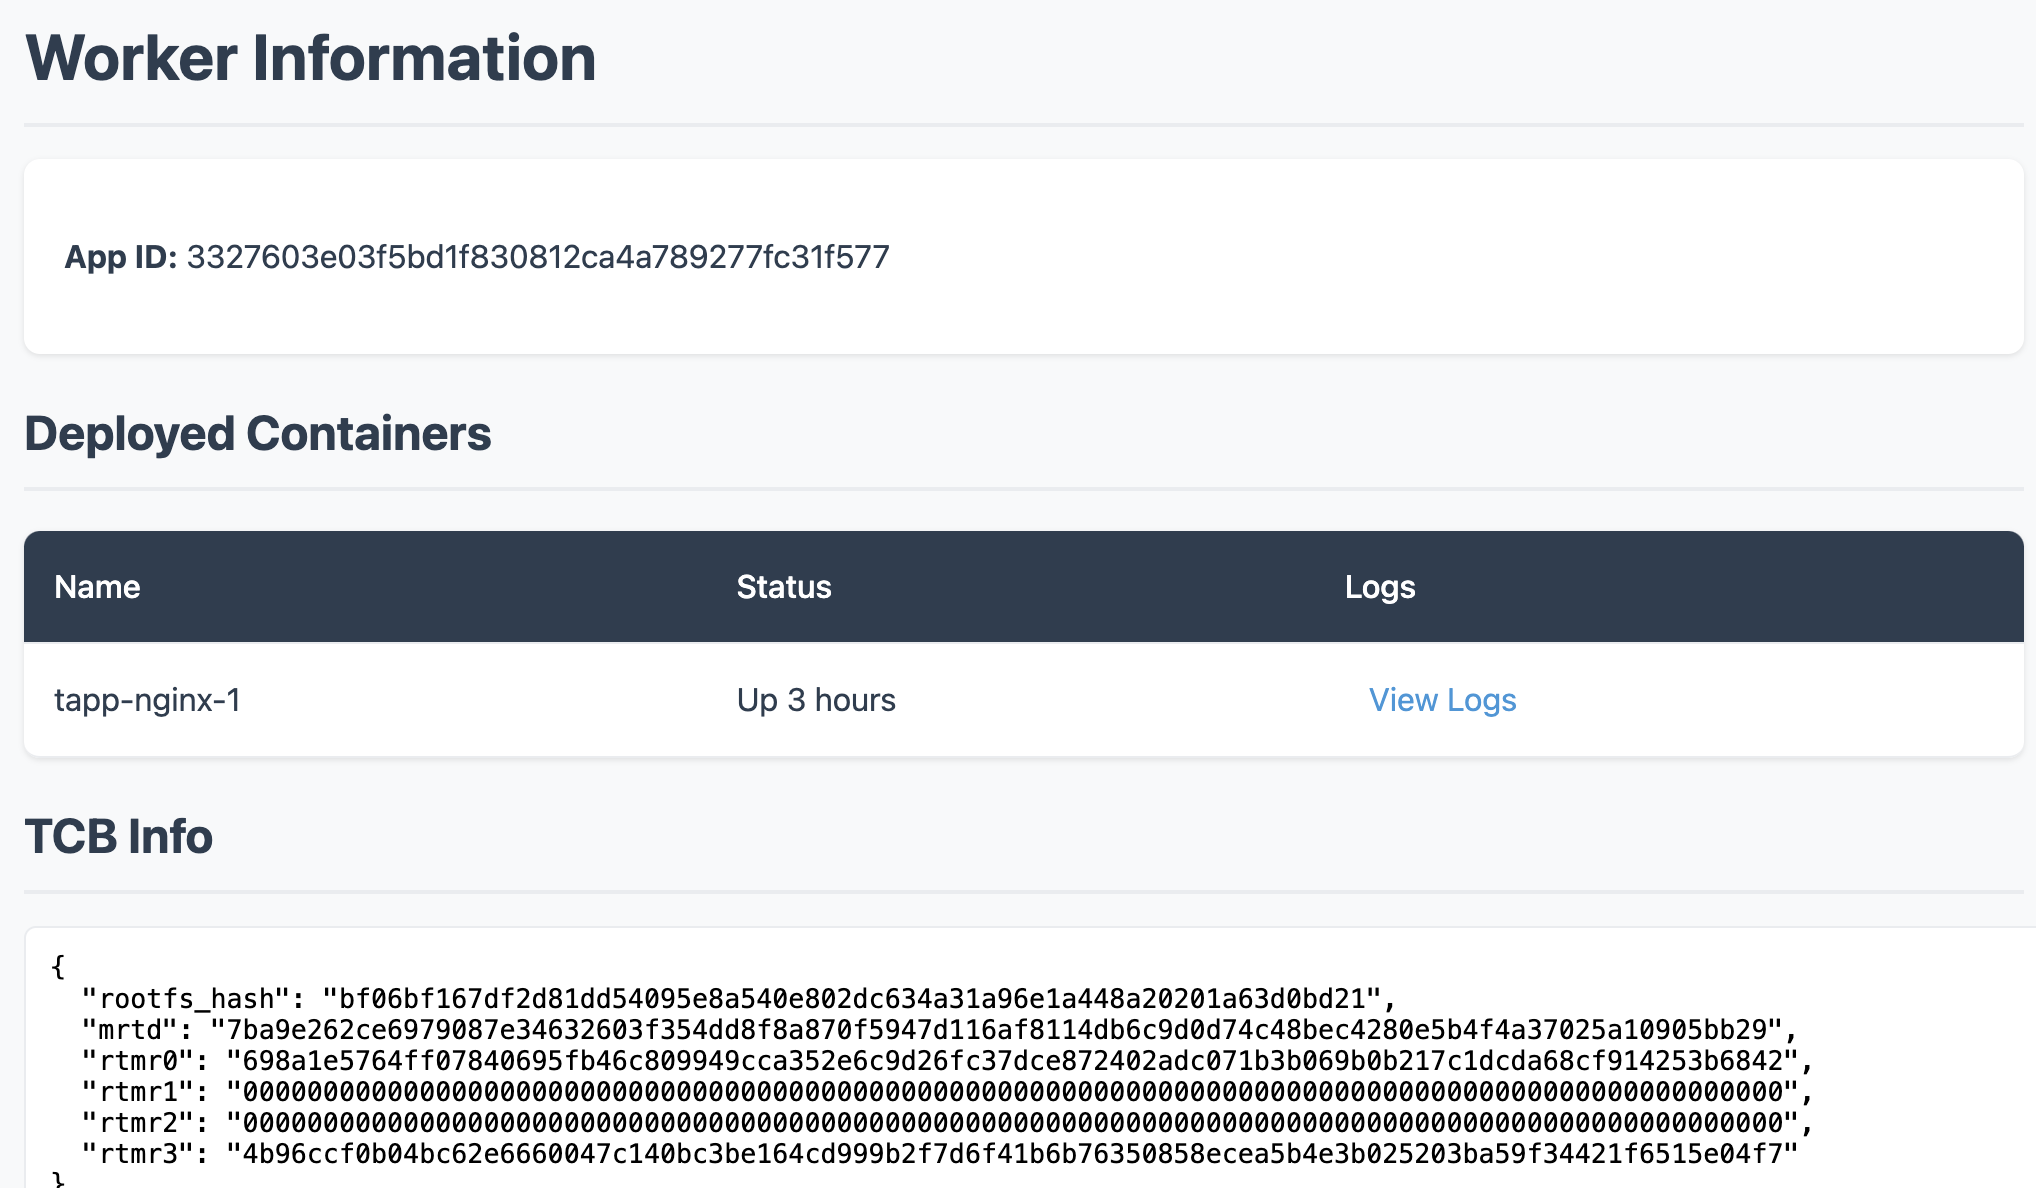 Worker Information
App ID: 3327603e03f5bd1f830812ca4a789277fc31f577
Deployed Containers
Name Status Logs
tapp-nginx-1 Up 3 hours View Logs
TCB Info
{
"rootfs_hash": "bf06bf167df2d81dd54095e8a540e802dc634a31a96e1a448a20201a63d0bd21",
"mrtd": "7ba9e262ce6979087e34632603f354dd8f8a870f5947d116af8114db6c9d0d74c48bec4280e5b4f4a37025a10905bb29",
"rtmr0": "698a1e5764ff07840695fb46c809949cca352e6c9d26fc37dce872402adc071b3b069b0b217c1dcda68cf914253b6842",
"rtmr1": "000000000000000000000000000000000000000000000000000000000000000000000000000000000000000000000000",
"rtmr2": "000000000000000000000000000000000000000000000000000000000000000000000000000000000000000000000000",
"rtmr3": "4b96ccf0b04bc62e6660047c140bc3be164cd999b2f7d6f41b6b76350858ecea5b4e3b025203ba59f34421f6515e04f7"
}